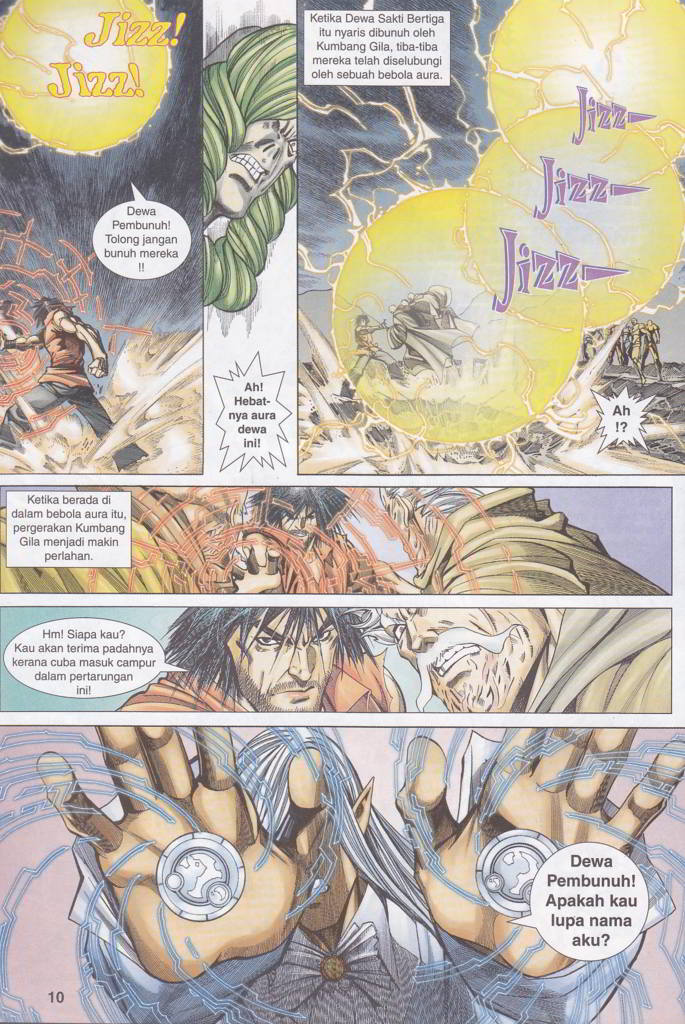 Jizz!
Jizz!
Dewa
Pembunuh!
Tolong jangan
bunuh mereka
!!
Ah!
Hebat-
nya aura
dewa
ini!
Ketika Dewa Sakti Bertiga
itu nyaris dibunuh oleh
Kumbang Gila, tiba-tiba
mereka telah diselubungi
oleh sebuah bebola aura.
Jizz
Jizz
Jizz
Ah
!?
Ketika berada di
dalam bebola aura itu,
pergerakan Kumbang
Gila menjadi makin
perlahan.
Hm! Siapa kau?
Kau akan terima padahnya
kerana cuba masuk campur
dalam pertarungan
ini!
Dewa
Pembunuh!
Apakah kau
lupa nama
aku?
10